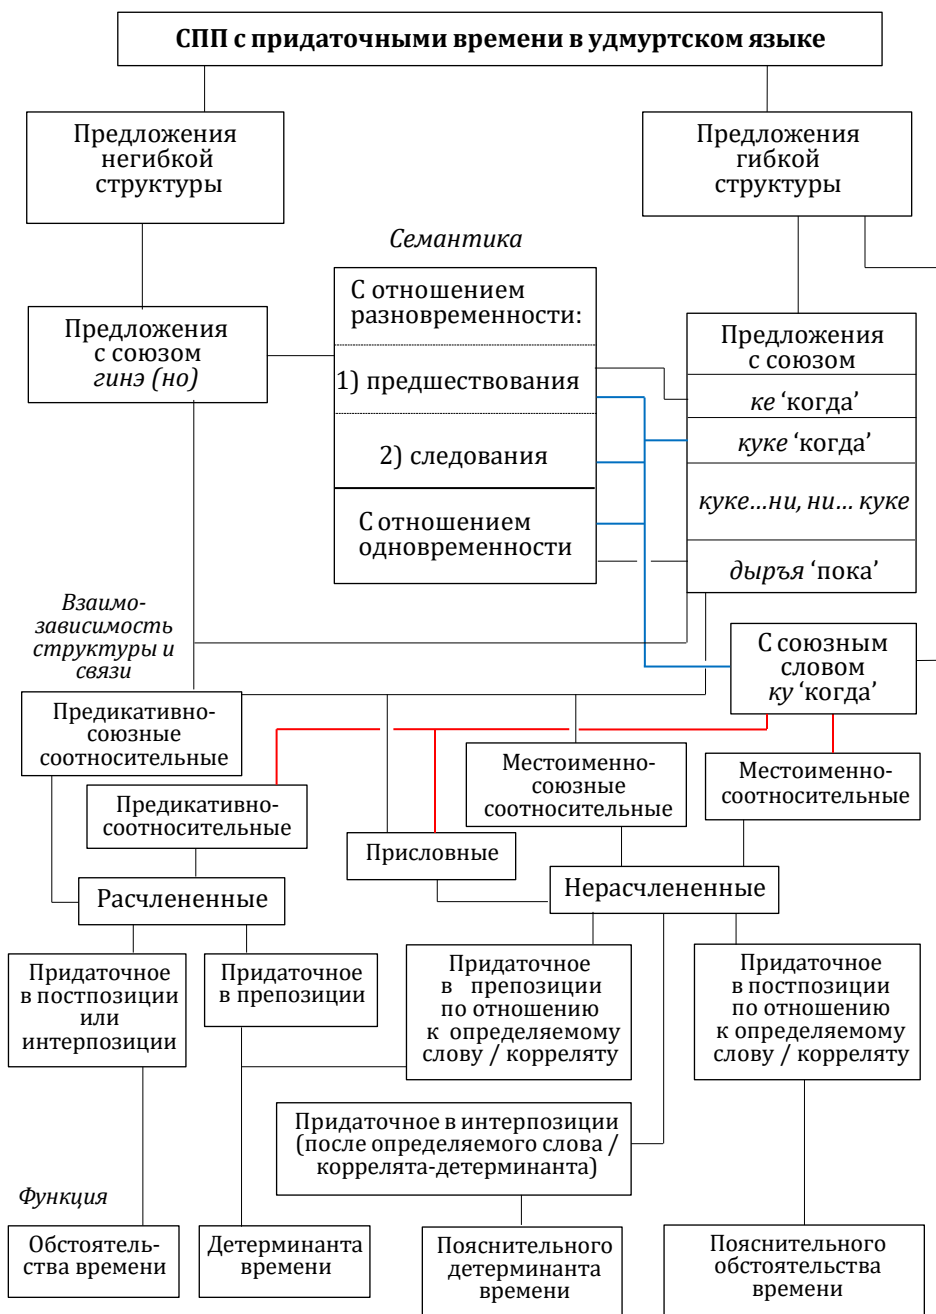 СПП с придаточными времени в удмуртском языке
Предложения
негибкой
структуры
Предложения
гибкой
структуры
Семантика
Предложения
с союзом
гинэ (но)
С отношением
разновременности:
1) предшествования
2) следования
С отношением
одновременности
Предложения
с союзом
ке ‘когда’
куке ‘когда’
куке...ни, ни... куке
дыръя ‘пока’
Взаимо-
зависимость
структуры и
связи
С союзным
словом
ку ‘когда’
Предикативно-
союзные
соотносительные
Предикативно-
соотносительные
Присловные
Местоименно-
союзные
соотносительные
Местоименно-
соотносительные
Расчлененные
Нерасчлененные
Придаточное
в постпозиции
или
интерпозиции
Придаточное
в препозиции
Придаточное
в препозиции
по отношению
к определяемому
слову / корреляту
Придаточное
в постпозиции
по отношению
к определяемому
слову / корреляту
Придаточное в интерпозиции
(после определяемого слова /
коррелята-детерминанта)
Функция
Обстоятель-
ства времени
Детерминанта
времени
Пояснительного
детерминанта
времени
Пояснительного
обстоятельства
времени